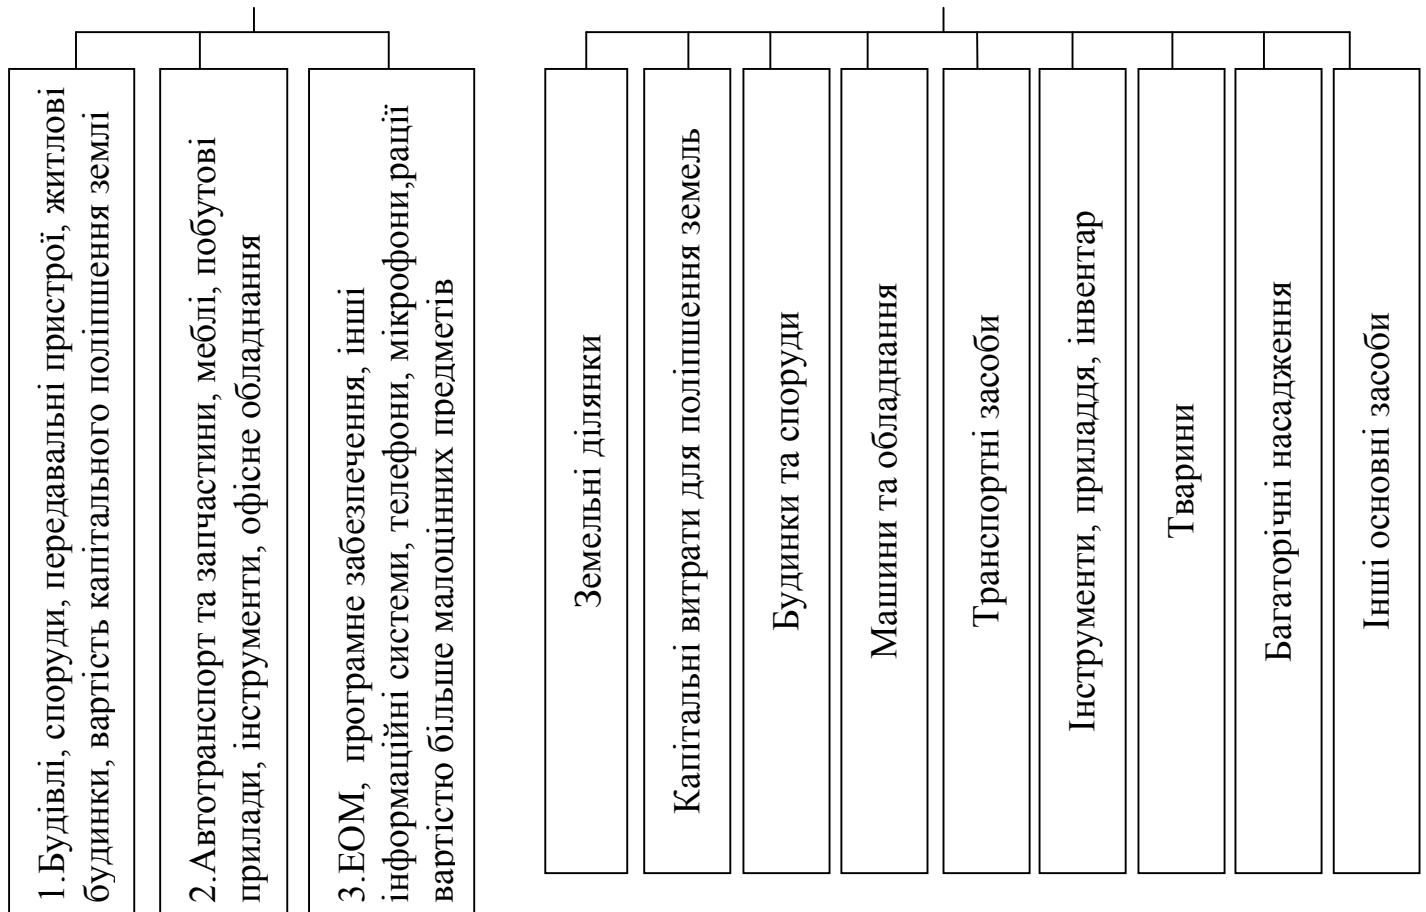 1.Будівлі, споруди, передавальні пристрої, житлові
будинки, вартість капітального поліпшення землі
2.Автотранспорт та запчастини, меблі, побутові
прилади, інструменти, офісне обладнання
3.ЕОМ, програмне забезпечення, інші
інформаційні системи, телефони, мікрофони,рації
вартістю більше малоцінних предметів
Земельні ділянки
Капітальні витрати для поліпшення земель
Будинки та споруди
Машини та обладнання
Транспортні засоби
Інструменти, приладдя, інвентар
Тварини
Багаторічні насадження
Інші основні засоби